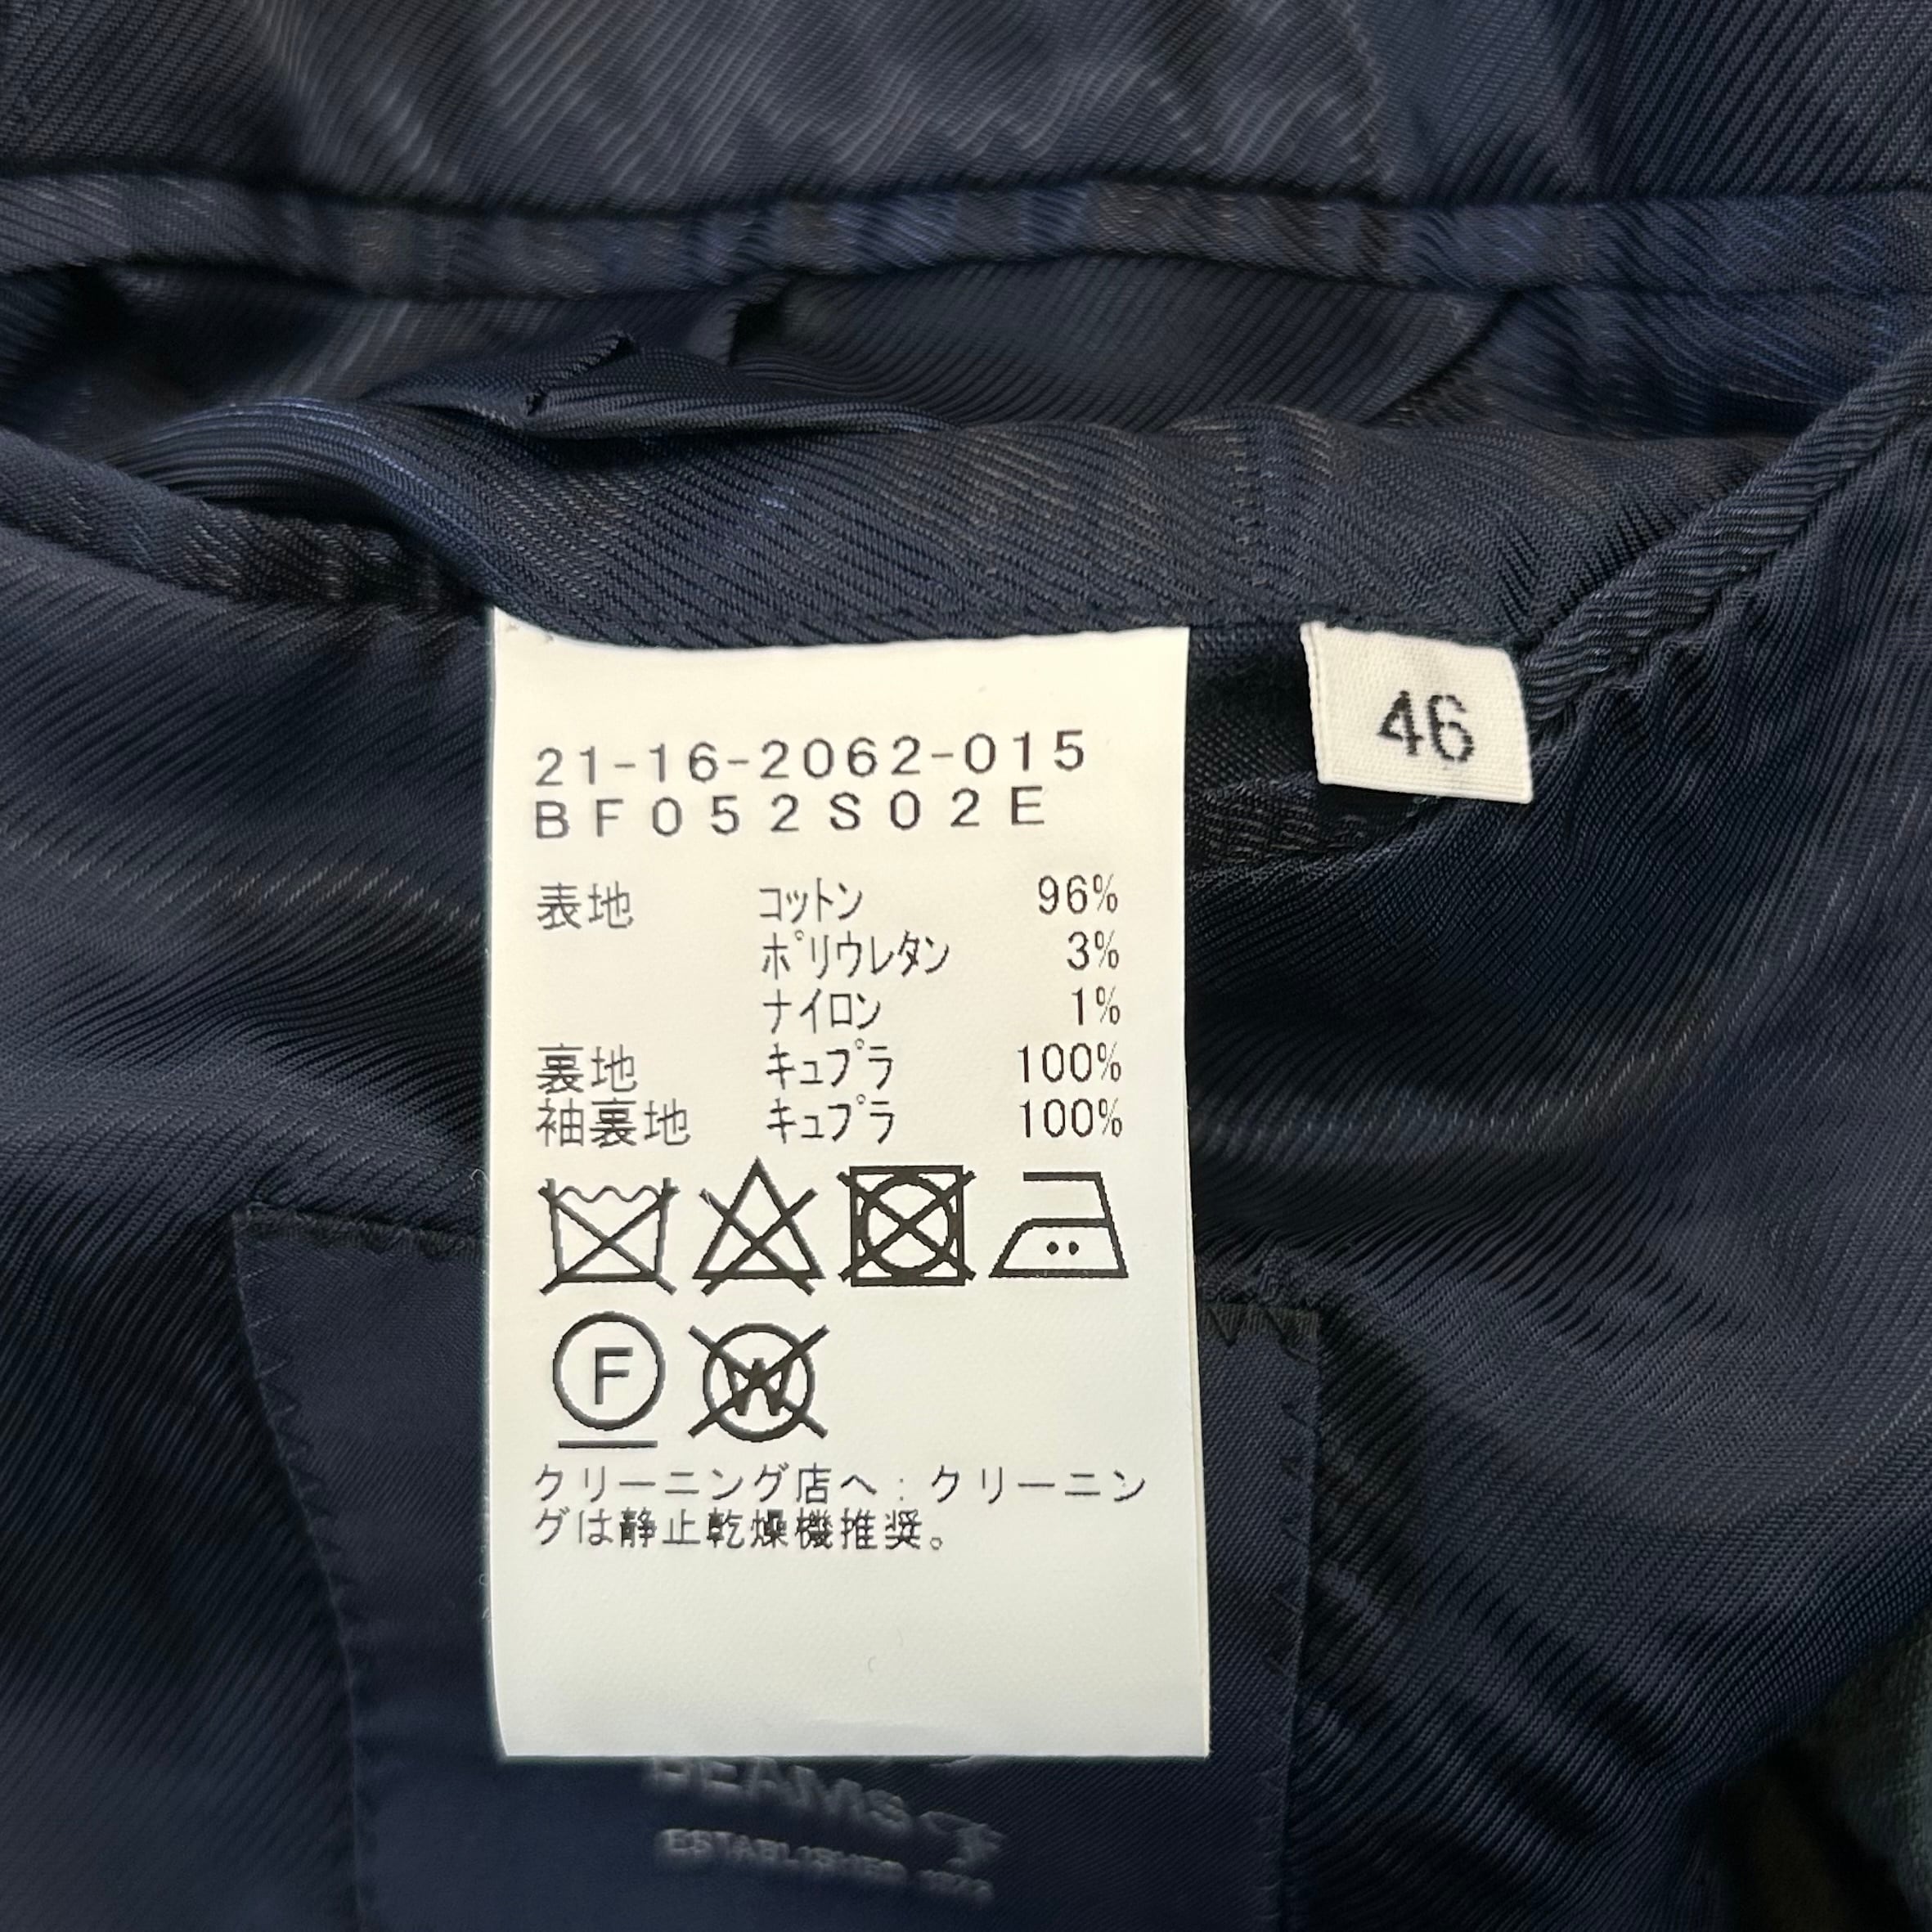 21-16-2062-015
BF052S02E
46
表地 コットン 96%
ポリウレタン 3%
ナイロン 1%
裏地 キュプラ 100%
袖裏地 キュプラ 100%
F
W
クリーニング店へ:クリーニン
グは静止乾燥機推奨。
BEAMS F
ESTABLISHED